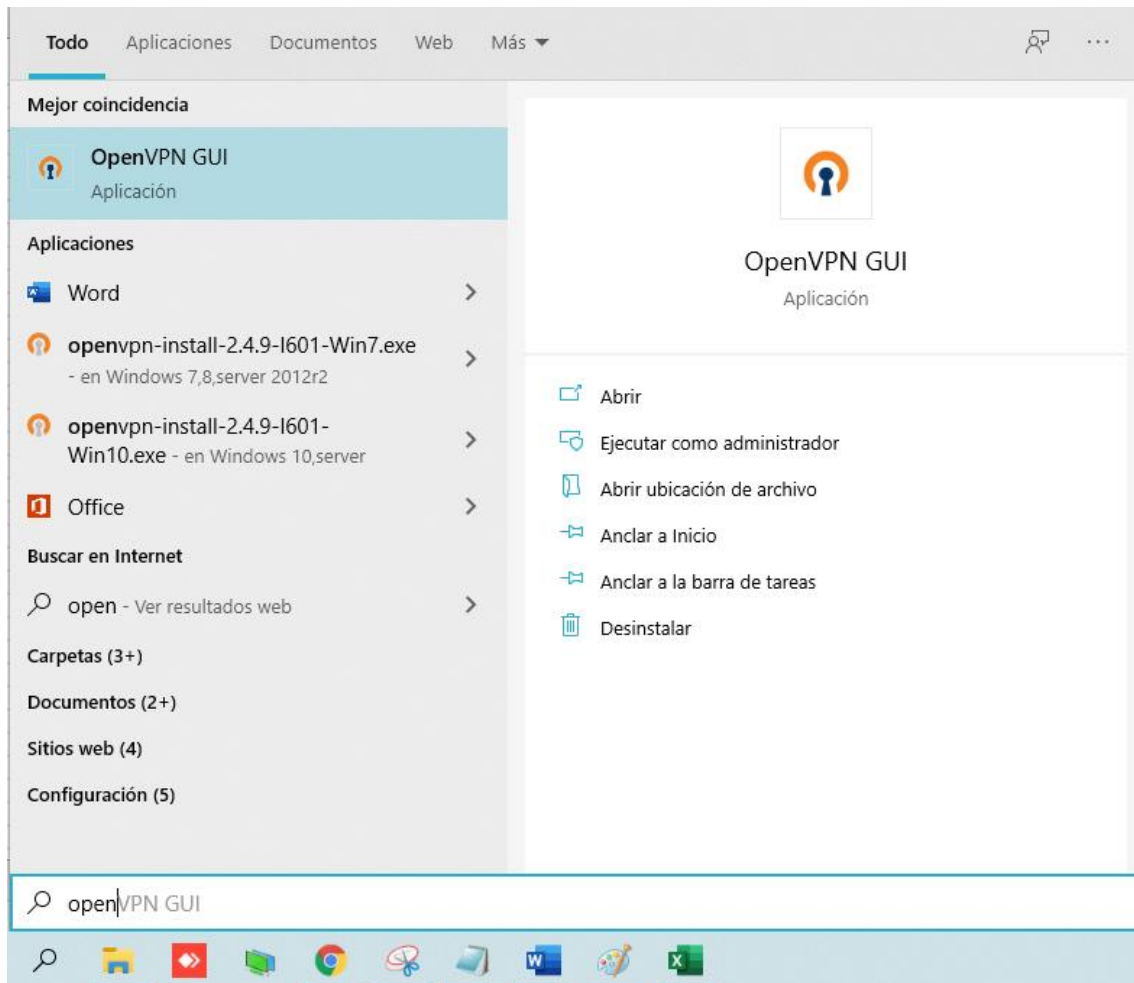 Todo Aplicaciones Documentos Web Más
Mejor coincidencia
OpenVPN GUI
Aplicación
Aplicaciones
Word
openvpn-install-2.4.9-I601-Win7.exe
- en Windows 7,8,server 2012r2
openvpn-install-2.4.9-I601-
Win10.exe - en Windows 10,server
Office
Buscar en Internet
open - Ver resultados web
Carpetas (3+)
Documentos (2+)
Sitios web (4)
Configuración (5)
OpenVPN GUI
Aplicación
Abrir
Ejecutar como administrador
Abrir ubicación de archivo
Anclar a Inicio
Anclar a la barra de tareas
Desinstalar
openVPN GUI